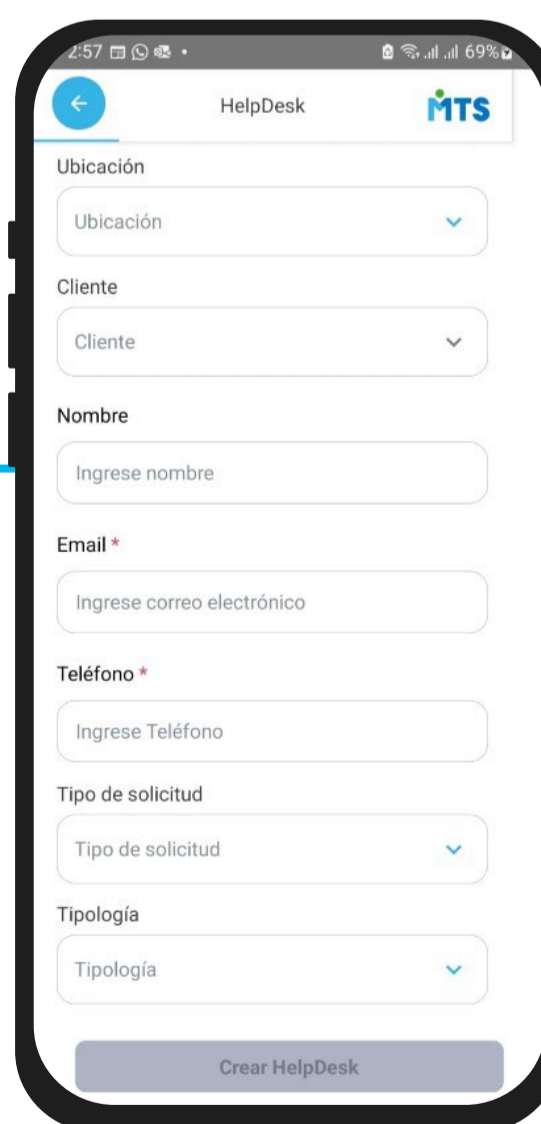 2:57 69%
HelpDesk
MTS
Ubicación
Ubicación
Cliente
Cliente
Nombre
Ingrese nombre
Email *
Ingrese correo electrónico
Teléfono *
Ingrese Teléfono
Tipo de solicitud
Tipo de solicitud
Tipología
Tipología
Crear HelpDesk